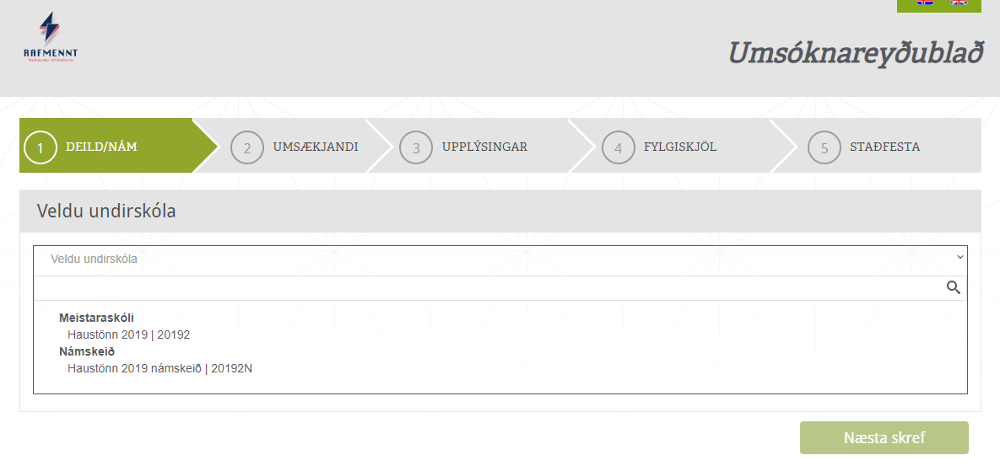 RAFMENNT
Umsóknareyðublað
1 DEILD/NÁM
2 UMSÆKJANDI
3 UPPLÝSINGAR
4 FYLGISKJÖL
5 STAÐFESTA
Veldu undirskóla
Veldu undirskóla
Meistaraskóli
Haustönn 2019 | 20192
Námskeið
Haustönn 2019 námskeið | 20192N
Næsta skref